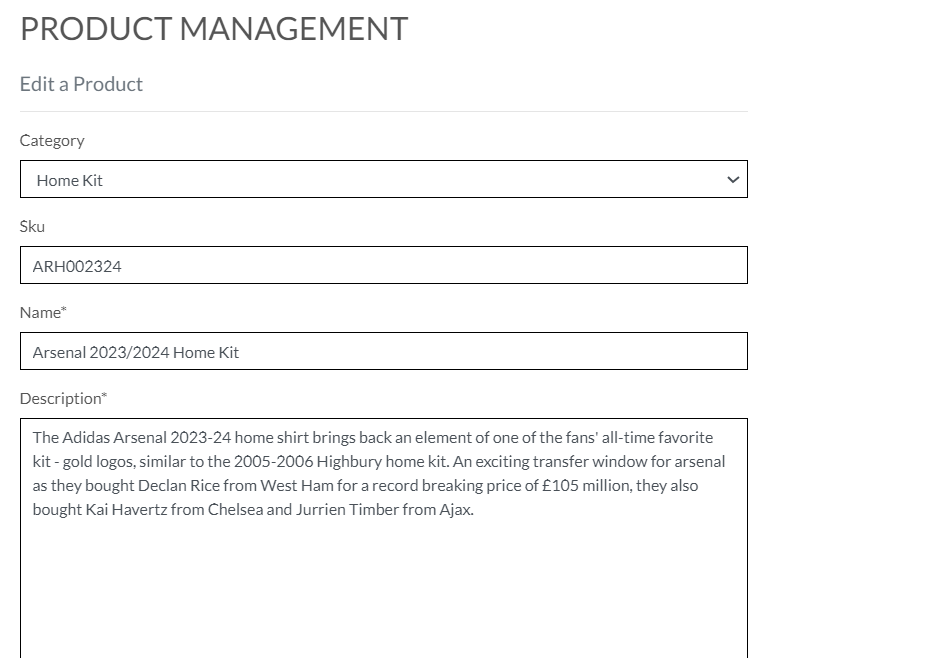 PRODUCT MANAGEMENT
Edit a Product
Category
Home Kit
Sku
ARH002324
Name*
Arsenal 2023/2024 Home Kit
Description*
The Adidas Arsenal 2023-24 home shirt brings back an element of one of the fans' all-time favorite
kit - gold logos, similar to the 2005-2006 Highbury home kit. An exciting transfer window for arsenal
as they bought Declan Rice from West Ham for a record breaking price of £105 million, they also
bought Kai Havertz from Chelsea and Jurrien Timber from Ajax.